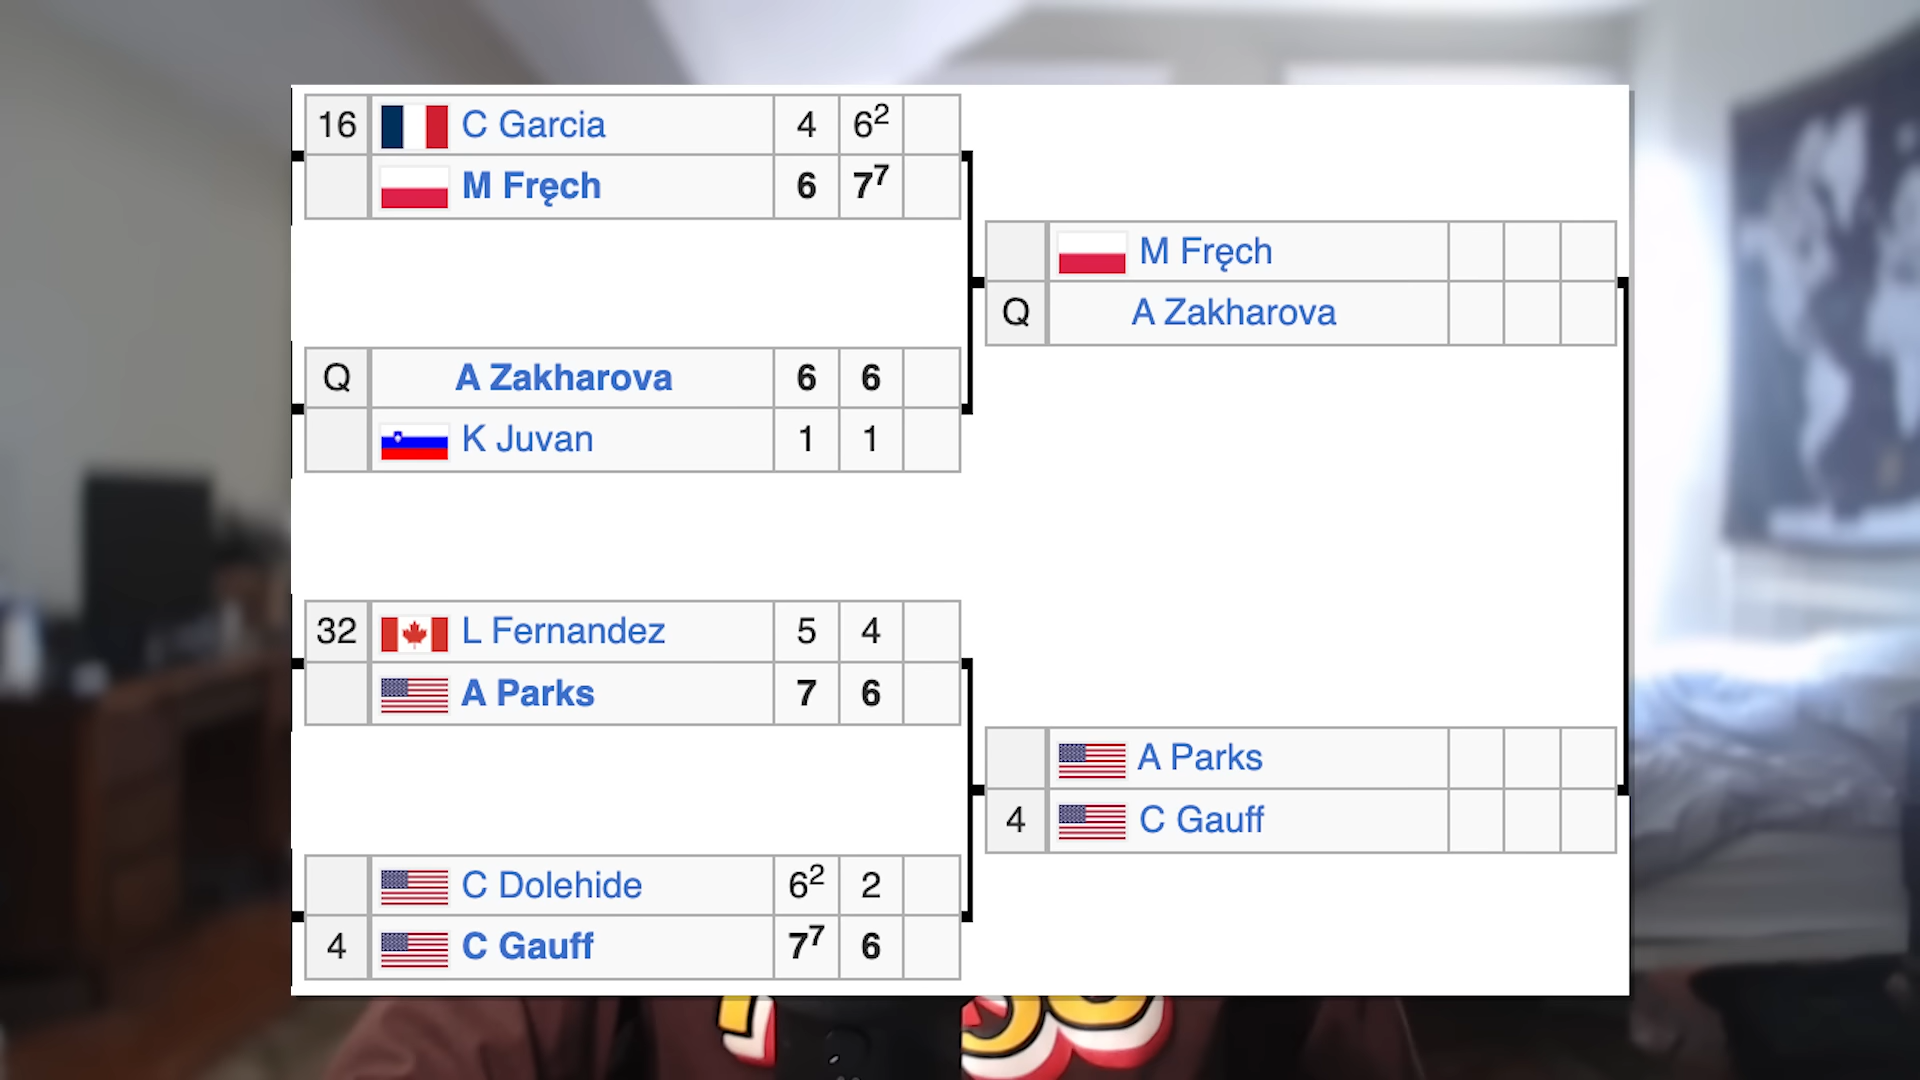 16 C Garcia 4 6²
M Fręch 6 7⁷
Q A Zakharova 6 6
K Juvan 1 1
32 L Fernandez 5 4
A Parks 7 6
C Dolehide 6² 2
4 C Gauff 7⁷ 6
M Fręch
Q A Zakharova
A Parks
4 C Gauff